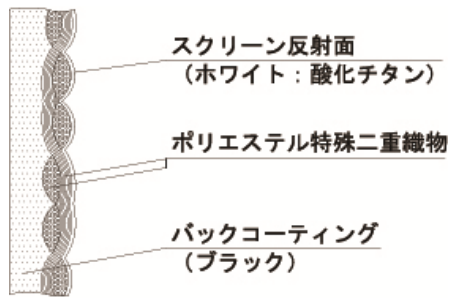 スクリーン反射面
（ホワイト：酸化チタン）
ポリエステル特殊二重織物
バックコーティング
（ブラック）